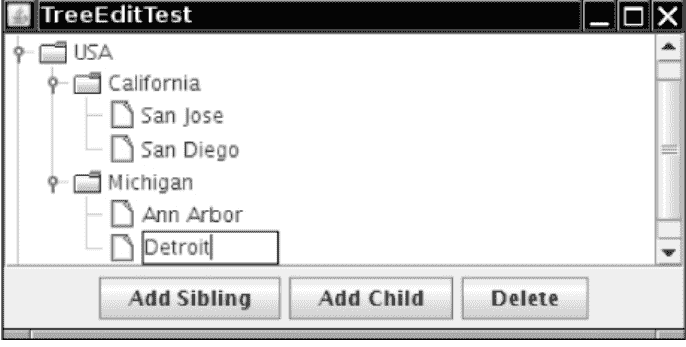 TreeEditTest
USA
California
San Jose
San Diego
Michigan
Ann Arbor
Detroit
Add Sibling Add Child Delete